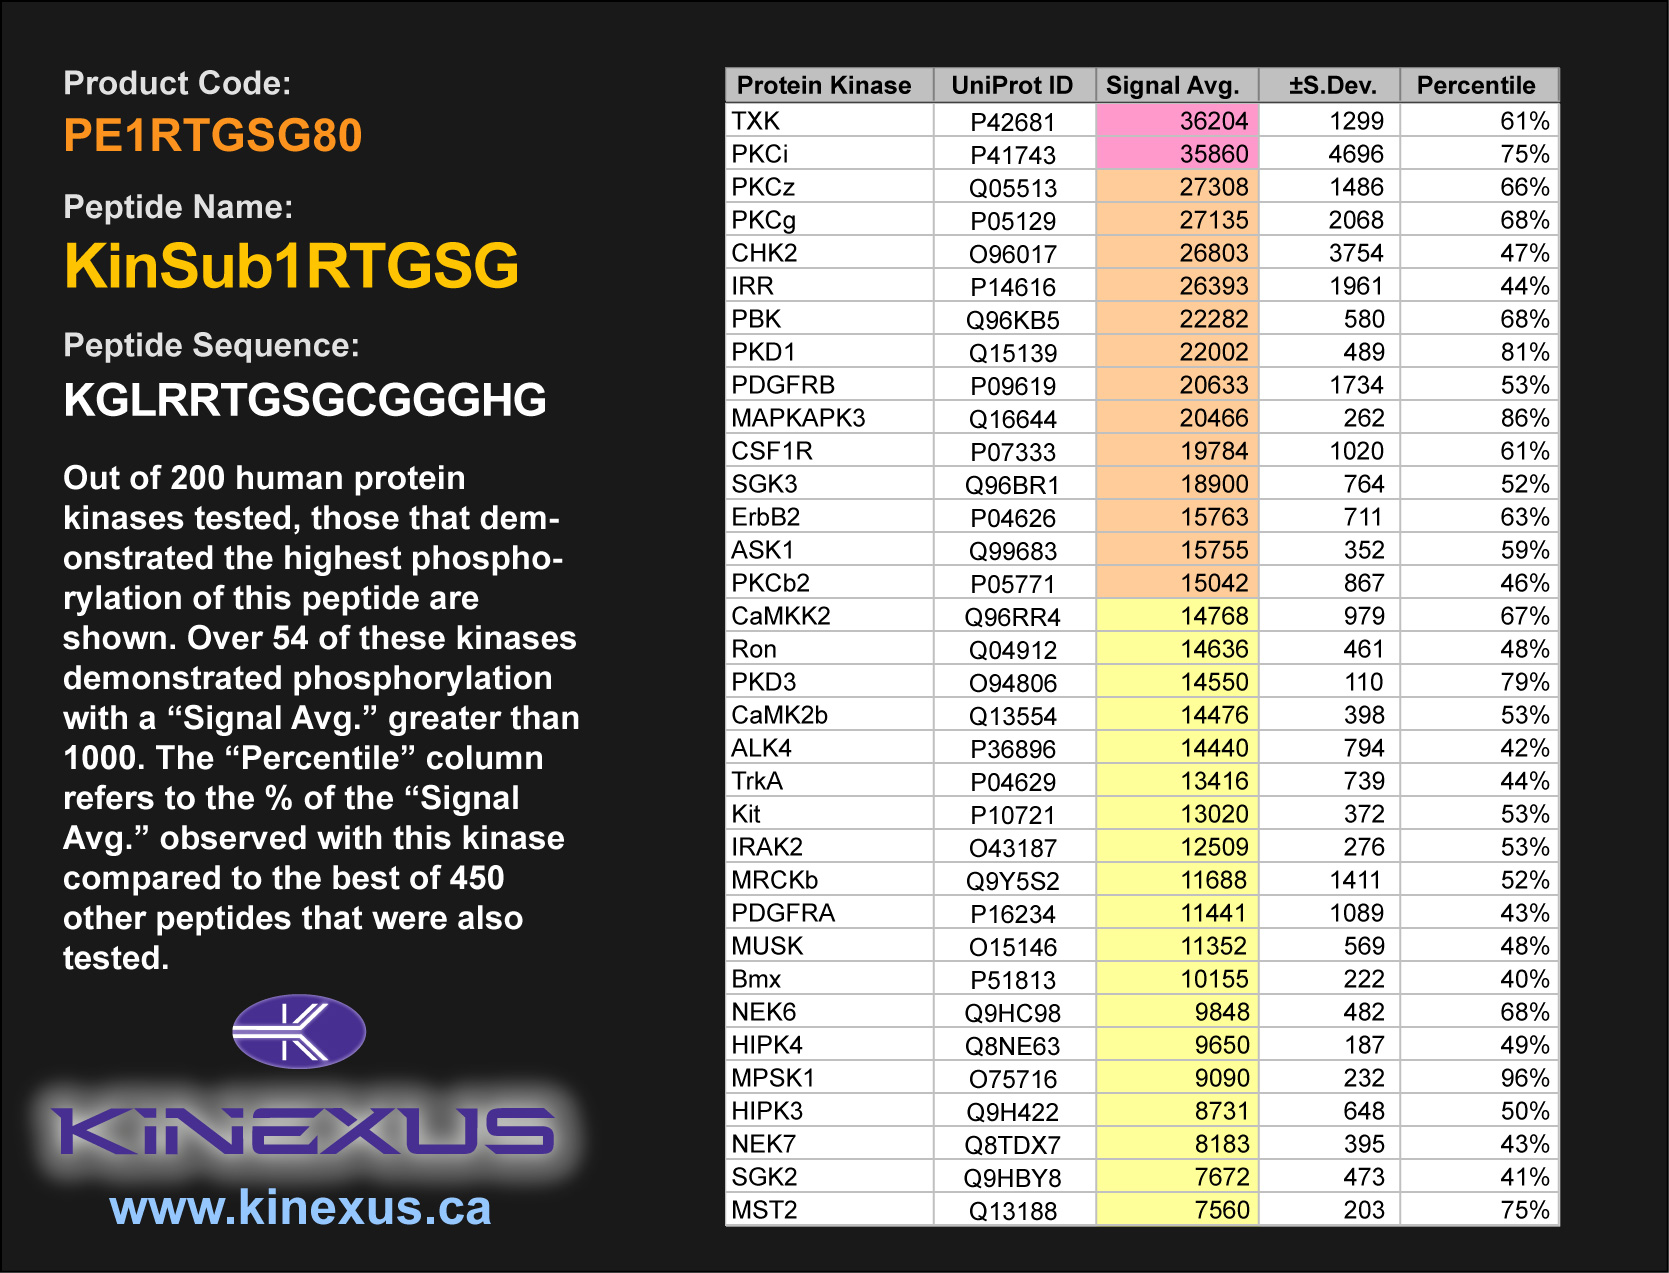 Product Code:
PE1RTGSG80
Peptide Name:
KinSub1RTGSG
Peptide Sequence:
KGLRRTGSGCGGGHG
Out of 200 human protein
kinases tested, those that dem-
onstrated the highest phospho-
rylation of this peptide are
shown. Over 54 of these kinases
demonstrated phosphorylation
with a “Signal Avg.” greater than
1000. The “Percentile” column
refers to the % of the “Signal
Avg.” observed with this kinase
compared to the best of 450
other peptides that were also
tested.
KiNEXUS
www.kinexus.ca
Protein Kinase UniProt ID Signal Avg. ±S.Dev. Percentile
TXK P42681 36204 1299 61%
PKCi P41743 35860 4696 75%
PKCz Q05513 27308 1486 66%
PKCg P05129 27135 2068 68%
CHK2 O96017 26803 3754 47%
IRR P14616 26393 1961 44%
PBK Q96KB5 22282 580 68%
PKD1 Q15139 22002 489 81%
PDGFRB P09619 20633 1734 53%
MAPKAPK3 Q16644 20466 262 86%
CSF1R P07333 19784 1020 61%
SGK3 Q96BR1 18900 764 52%
ErbB2 P04626 15763 711 63%
ASK1 Q99683 15755 352 59%
PKCb2 P05771 15042 867 46%
CaMKK2 Q96RR4 14768 979 67%
Ron Q04912 14636 461 48%
PKD3 O94806 14550 110 79%
CaMK2b Q13554 14476 398 53%
ALK4 P36896 14440 794 42%
TrkA P04629 13416 739 44%
Kit P10721 13020 372 53%
IRAK2 O43187 12509 276 53%
MRCKb Q9Y5S2 11688 1411 52%
PDGFRA P16234 11441 1089 43%
MUSK O15146 11352 569 48%
Bmx P51813 10155 222 40%
NEK6 Q9HC98 9848 482 68%
HIPK4 Q8NE63 9650 187 49%
MPSK1 O75716 9090 232 96%
HIPK3 Q9H422 8731 648 50%
NEK7 Q8TDX7 8183 395 43%
SGK2 Q9HBY8 7672 473 41%
MST2 Q13188 7560 203 75%